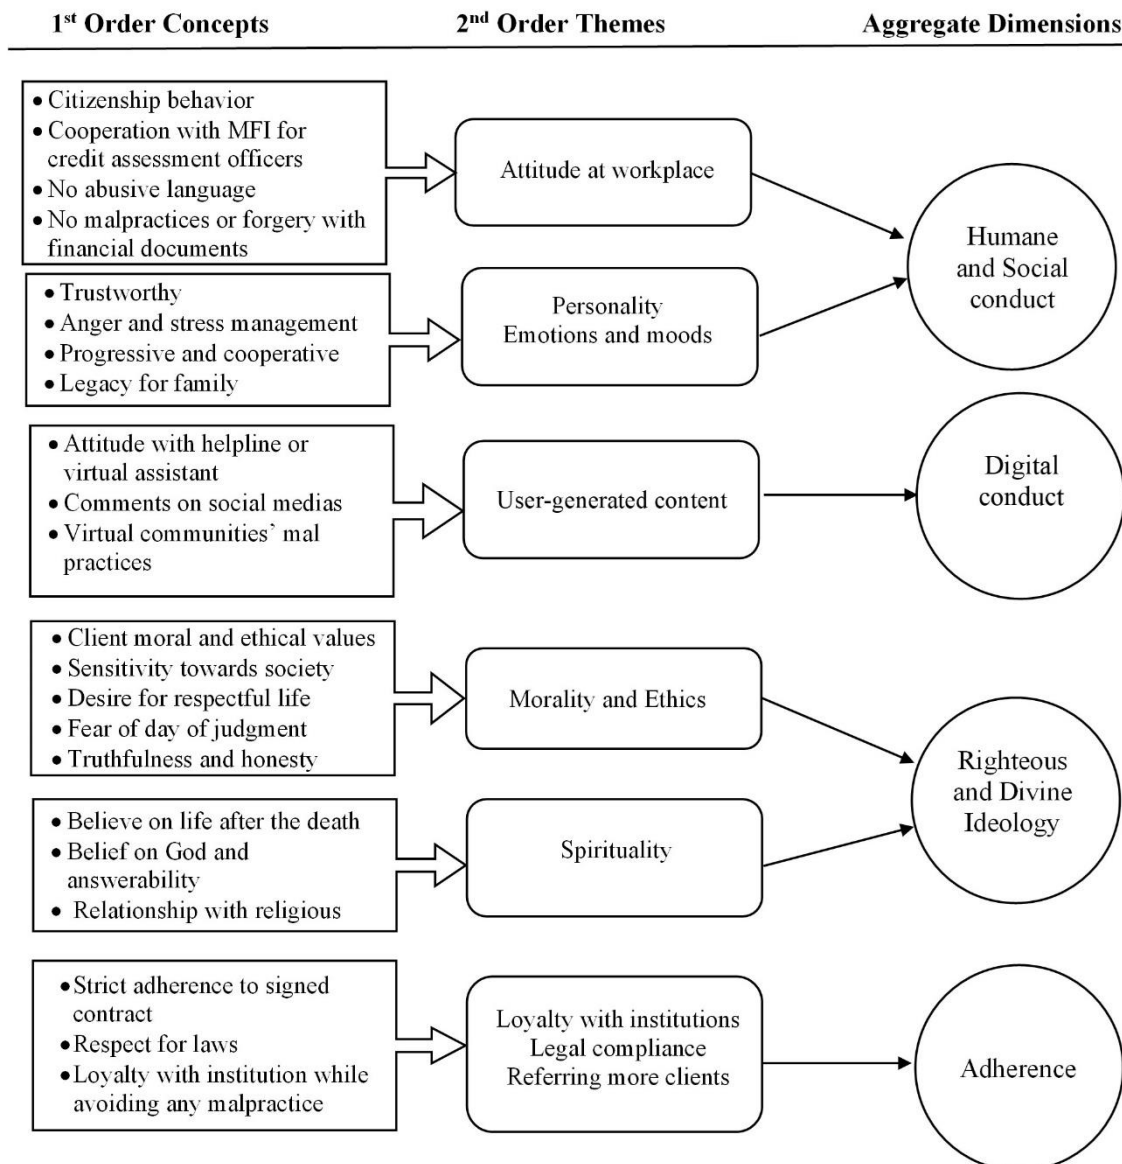 1st Order Concepts 2nd Order Themes Aggregate Dimensions
• Citizenship behavior
• Cooperation with MFI for
credit assessment officers
• No abusive language
• No malpractices or forgery with
financial documents
Attitude at workplace
Humane
and Social
conduct
• Trustworthy
• Anger and stress management
• Progressive and cooperative
• Legacy for family
Personality
Emotions and moods
• Attitude with helpline or
virtual assistant
• Comments on social medias
• Virtual communities’ mal
practices
User-generated content
Digital
conduct
• Client moral and ethical values
• Sensitivity towards society
• Desire for respectful life
• Fear of day of judgment
• Truthfulness and honesty
Morality and Ethics
Righteous
and Divine
Ideology
• Believe on life after the death
• Belief on God and
answerability
• Relationship with religious
Spirituality
• Strict adherence to signed
contract
• Respect for laws
• Loyalty with institution while
avoiding any malpractice
Loyalty with institutions
Legal compliance
Referring more clients
Adherence